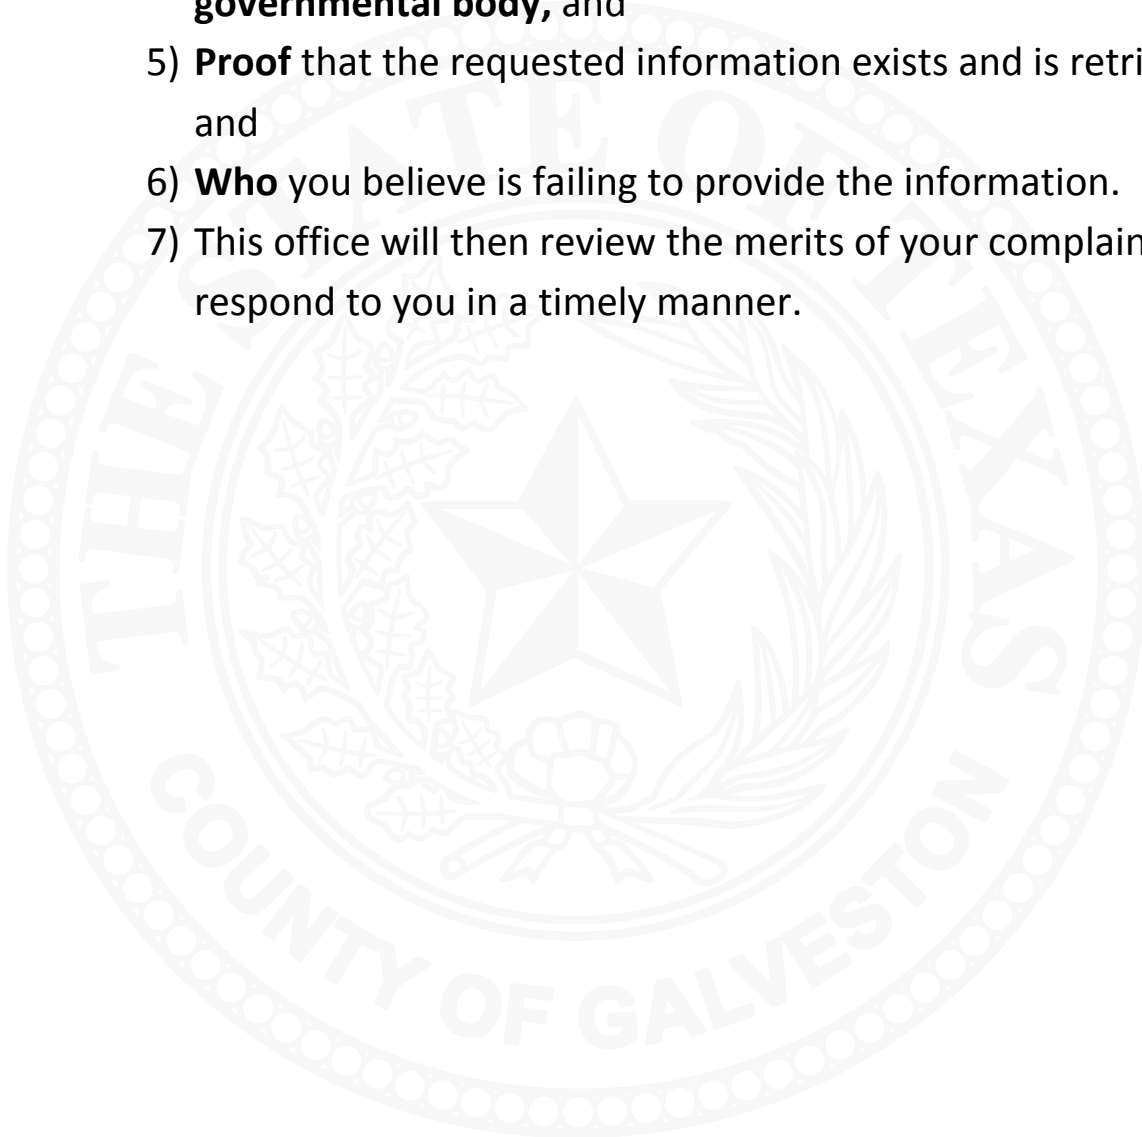 governmental body, and
5) Proof that the requested information exists and is
and
6) Who you believe is failing to provide the information.
7) This office will then review the merits of your
respond to you in a timely manner.
THE STATE OF TEXAS
COUNTY OF GALVESTON